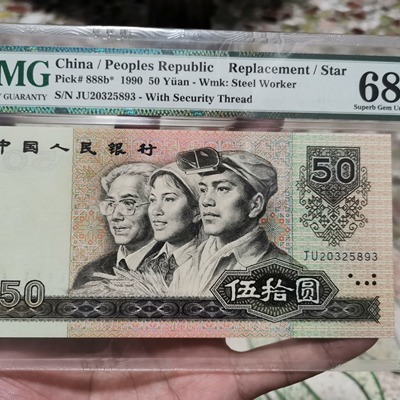 MG
China / Peoples Republic Replacement / Star
68
Pick# 888b* 1990 50 Yüan - Wmk: Steel Worker
GUARANTY
S/N JU20325893 - With Security Thread
Superb Gem Un
中国人民银行
50
JU20325893
50
伍拾圆